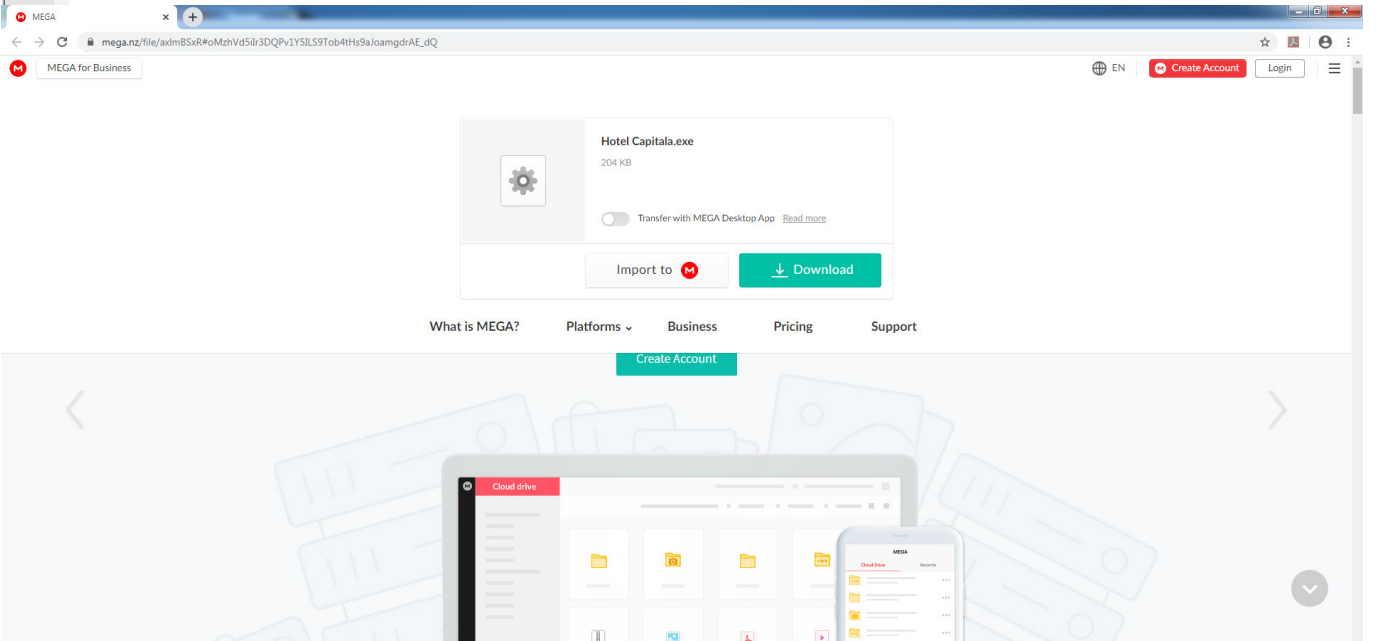 MEGA
mega.nz/file/axlmBSxR#oMzhVd5iIr3DQPv1Y5ILS9Tob4tHs9aJoamgdrAE_dQ
MEGA for Business EN Create Account Login
Hotel Capitala.exe
204 KB
Transfer with MEGA Desktop App Read more
Import to M Download
What is MEGA? Platforms Business Pricing Support
Create Account
Cloud drive
MEGA
Cloud Drive Recents